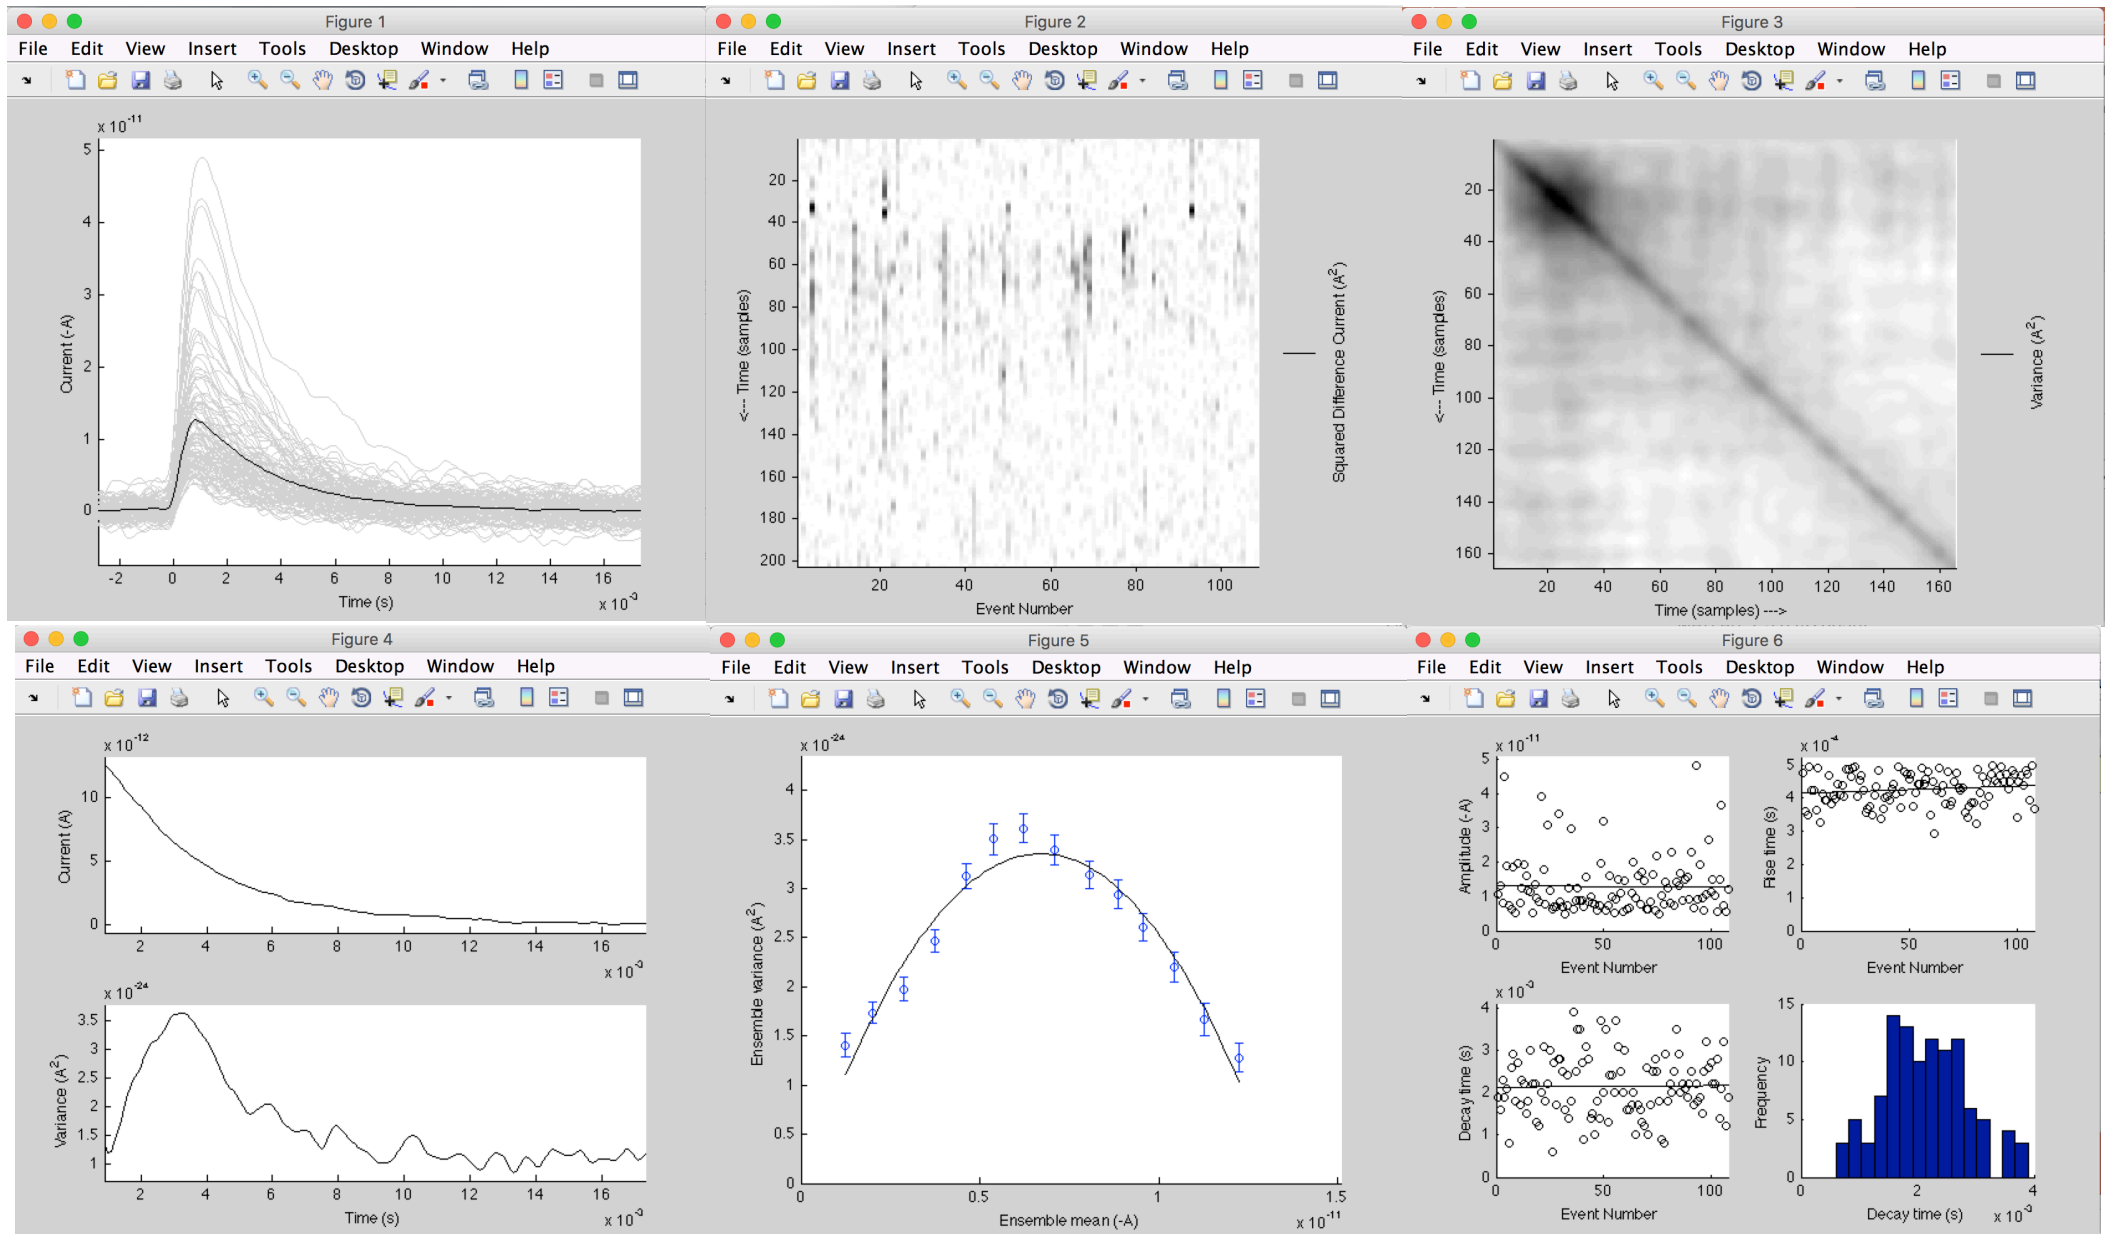 Figure 1
File Edit View Insert Tools Desktop Window Help
x 10^-11
5
4
3
2
1
0
Current (-A)
-2 0 2 4 6 8 10 12 14 16
Time (s)
x 10^-3
Figure 2
File Edit View Insert Tools Desktop Window Help
20
40
60
80
100
120
140
160
180
200
<--- Time (samples)
20 40 60 80 100
Event Number
Squared Difference Current (A^2)
Figure 3
File Edit View Insert Tools Desktop Window Help
20
40
60
80
100
120
140
160
<--- Time (samples)
20 40 60 80 100 120 140 160
Time (samples) --->
Variance (A^2)
Figure 4
File Edit View Insert Tools Desktop Window Help
x 10^-12
10
5
0
Current (A)
2 4 6 8 10 12 14 16
x 10^-3
x 10^-24
3.5
3
2.5
2
1.5
1
Variance (A^2)
2 4 6 8 10 12 14 16
Time (s)
x 10^-3
Figure 5
File Edit View Insert Tools Desktop Window Help
x 10^-24
4
3.5
3
2.5
2
1.5
1
0.5
0
Ensemble variance (A^2)
0 0.5 1 1.5
Ensemble mean (-A)
x 10^-11
Figure 6
File Edit View Insert Tools Desktop Window Help
x 10^-11
5
4
3
2
1
0
Amplitude (-A)
0 50 100
Event Number
x 10^-4
5
4
3
2
1
0
Rise time (s)
0 50 100
Event Number
x 10^-3
4
3
2
1
0
Decay time (s)
0 50 100
Event Number
15
10
5
0
Frequency
0 2 4
Decay time (s)
x 10^-3